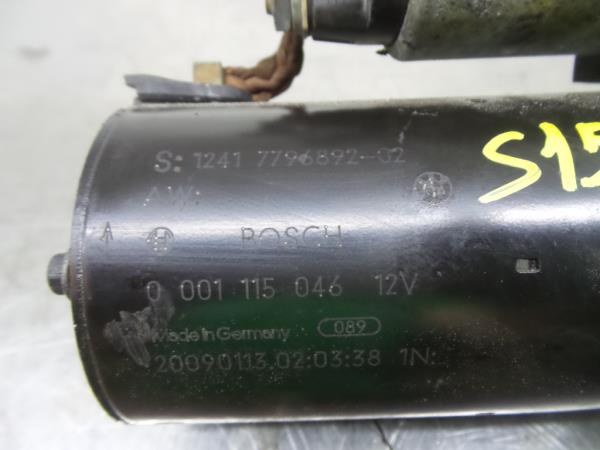 S: 1241 7796892-02
AW:
BOSCH
0 001 115 046 12V
Made in Germany 089
20090113.02:03:38 1N:
S15